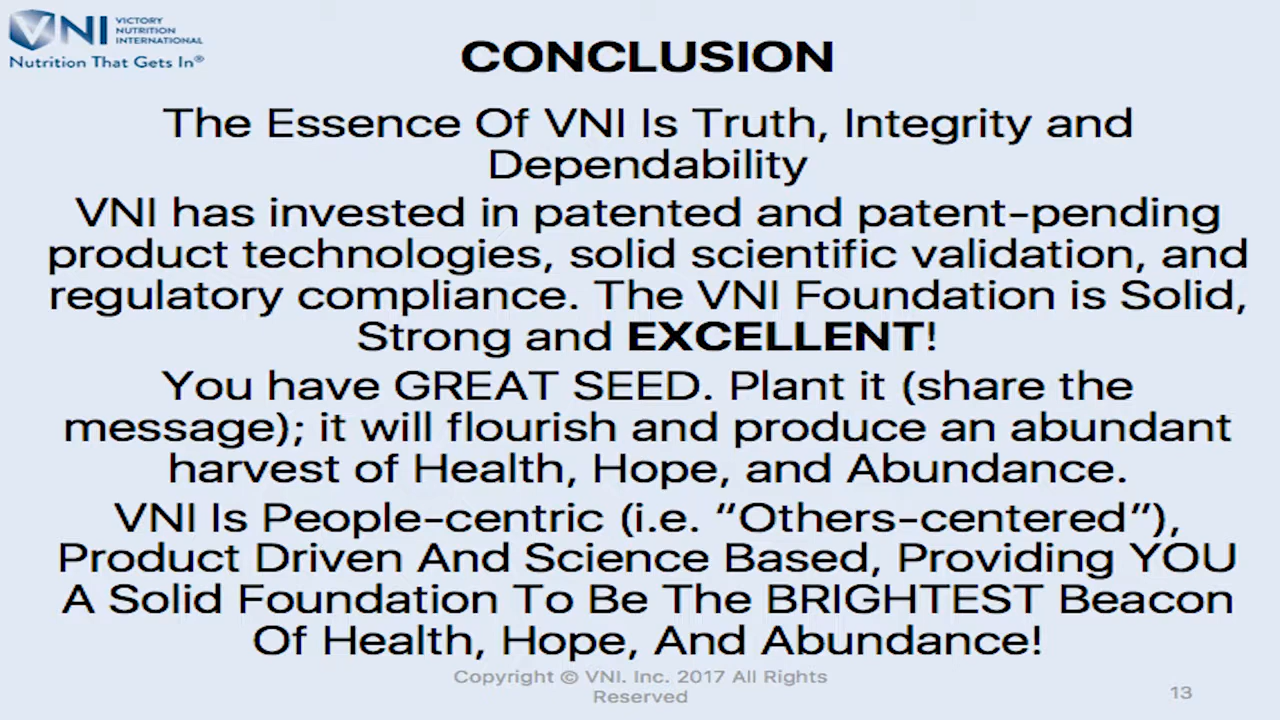 VNI VICTORY
NUTRITION
INTERNATIONAL
Nutrition That Gets In®
CONCLUSION
The Essence Of VNI Is Truth, Integrity and
Dependability
VNI has invested in patented and patent-pending
product technologies, solid scientific validation, and
regulatory compliance. The VNI Foundation is Solid,
Strong and EXCELLENT!
You have GREAT SEED. Plant it (share the
message); it will flourish and produce an abundant
harvest of Health, Hope, and Abundance.
VNI Is People-centric (i.e. “Others-centered”),
Product Driven And Science Based, Providing YOU
A Solid Foundation To Be The BRIGHTEST Beacon
Of Health, Hope, And Abundance!
Copyright © VNI. Inc. 2017 All Rights
Reserved
13